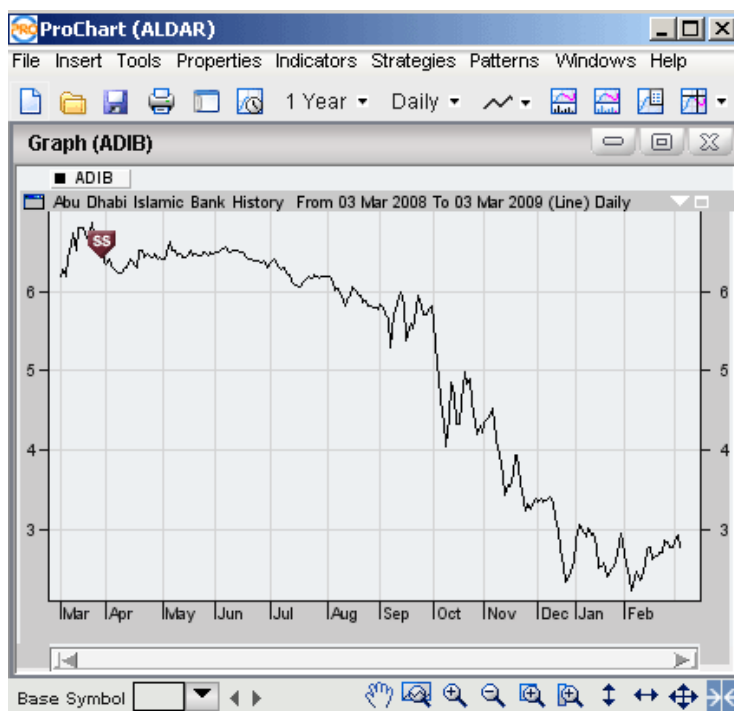 PRO ProChart (ALDAR)
File Insert Tools Properties Indicators Strategies Patterns Windows Help
1 Year Daily
Graph (ADIB)
ADIB
Abu Dhabi Islamic Bank History From 03 Mar 2008 To 03 Mar 2009 (Line) Daily
SS
6 6
5 5
4 4
3 3
Mar Apr May Jun Jul Aug Sep Oct Nov Dec Jan Feb
Base Symbol